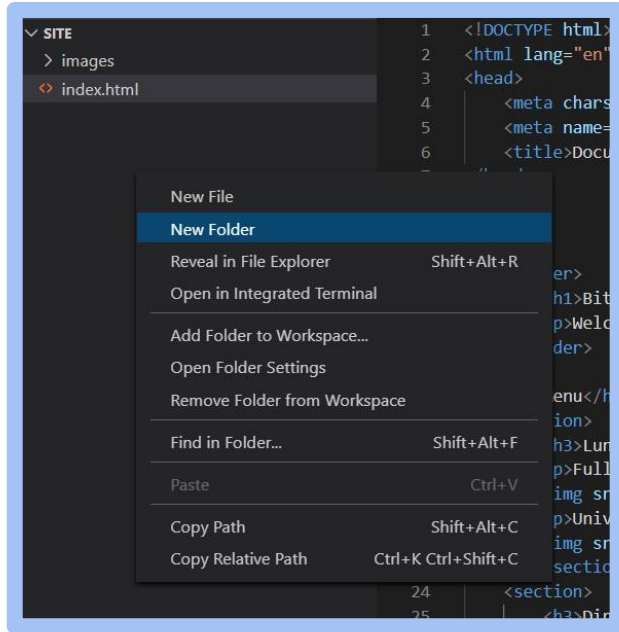 SITE
images
index.html
1 <!DOCTYPE html>
2 <html lang="en"
3 <head>
4 <meta chars
5 <meta name=
6 <title>Docu
New File
New Folder
Reveal in File Explorer Shift+Alt+R
Open in Integrated Terminal
Add Folder to Workspace...
Open Folder Settings
Remove Folder from Workspace
Find in Folder... Shift+Alt+F
Paste Ctrl+V
Copy Path Shift+Alt+C
Copy Relative Path Ctrl+K Ctrl+Shift+C
er>
h1>Bit
p>Welc
der>
enu</h
ion>
h3>Lun
p>Full
img sr
p>Univ
img sr
sectio
24 <section>
25 <h3>Din